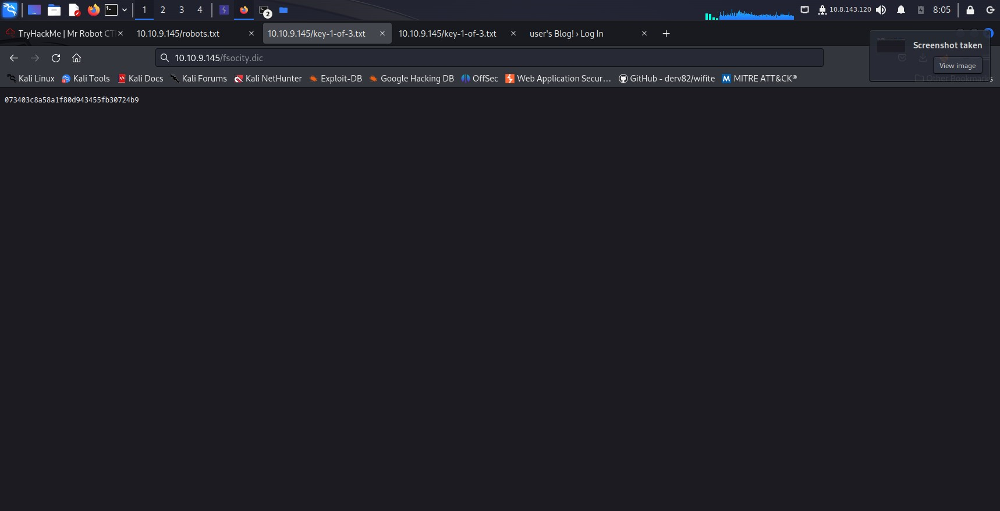 1 2 3 4 2 10.8.143.120 8:05
TryHackMe | Mr Robot CT 10.10.9.145/robots.txt 10.10.9.145/key-1-of-3.txt 10.10.9.145/key-1-of-3.txt user's Blog! › Log In
Screenshot taken
10.10.9.145/fsocity.dic
View image
Kali Linux Kali Tools Kali Docs Kali Forums Kali NetHunter Exploit-DB Google Hacking DB OffSec Web Application Secur… GitHub - derv82/wifite MITRE ATT&CK® Other Bookmarks
073403c8a58a1f80d943455fb30724b9